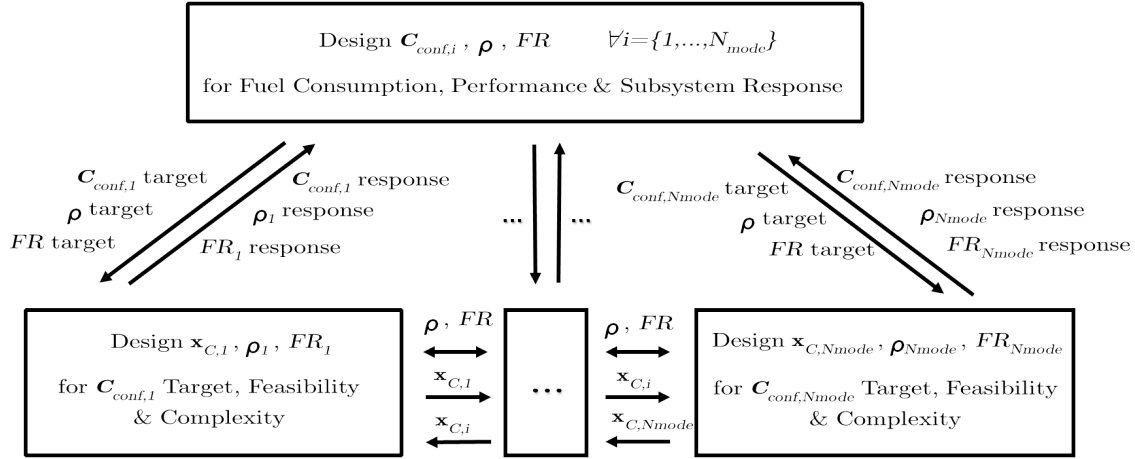 Design C_conf,i , ρ , FR ∀i={1,...,N_mode}
for Fuel Consumption, Performance & Subsystem Response
C_conf,1 target
ρ target
FR target
C_conf,1 response
ρ_1 response
FR_1 response
... ...
C_conf,Nmode target
ρ target
FR target
C_conf,Nmode response
ρ_Nmode response
FR_Nmode response
Design x_C,1 , ρ_1 , FR_1
for C_conf,1 Target, Feasibility
& Complexity
ρ , FR
x_C,1
x_C,i
...
ρ , FR
x_C,i
x_C,Nmode
Design x_C,Nmode , ρ_Nmode , FR_Nmode
for C_conf,Nmode Target, Feasibility
& Complexity